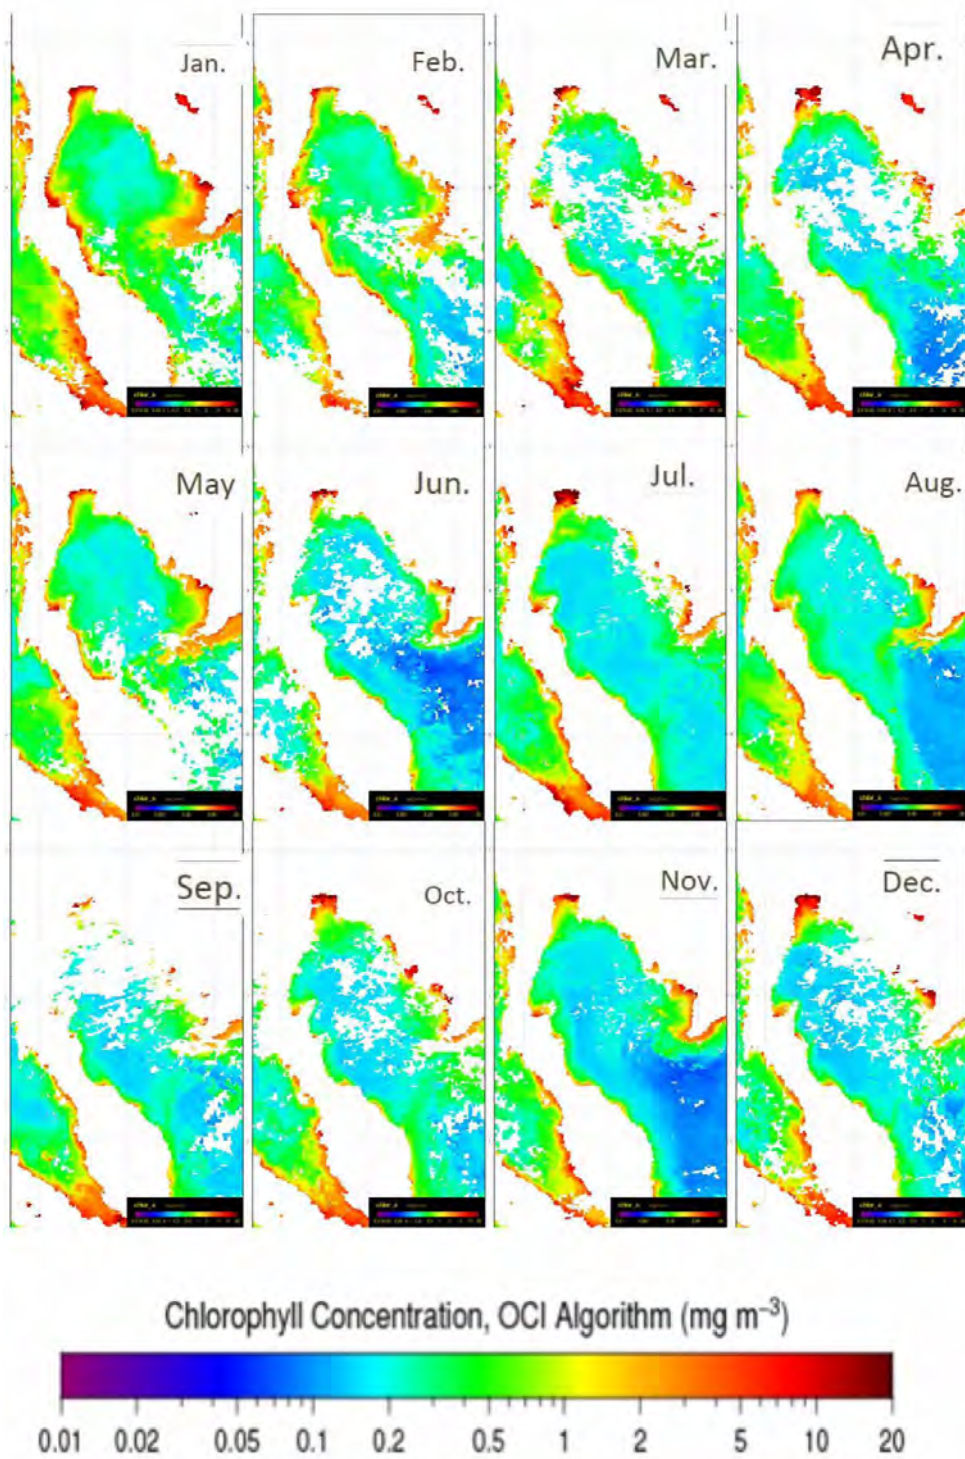 Jan. Feb. Mar. Apr.
May Jun. Jul. Aug.
Sep. Oct. Nov. Dec.
Chlorophyll Concentration, OCI Algorithm (mg m⁻³)
0.01 0.02 0.05 0.1 0.2 0.5 1 2 5 10 20